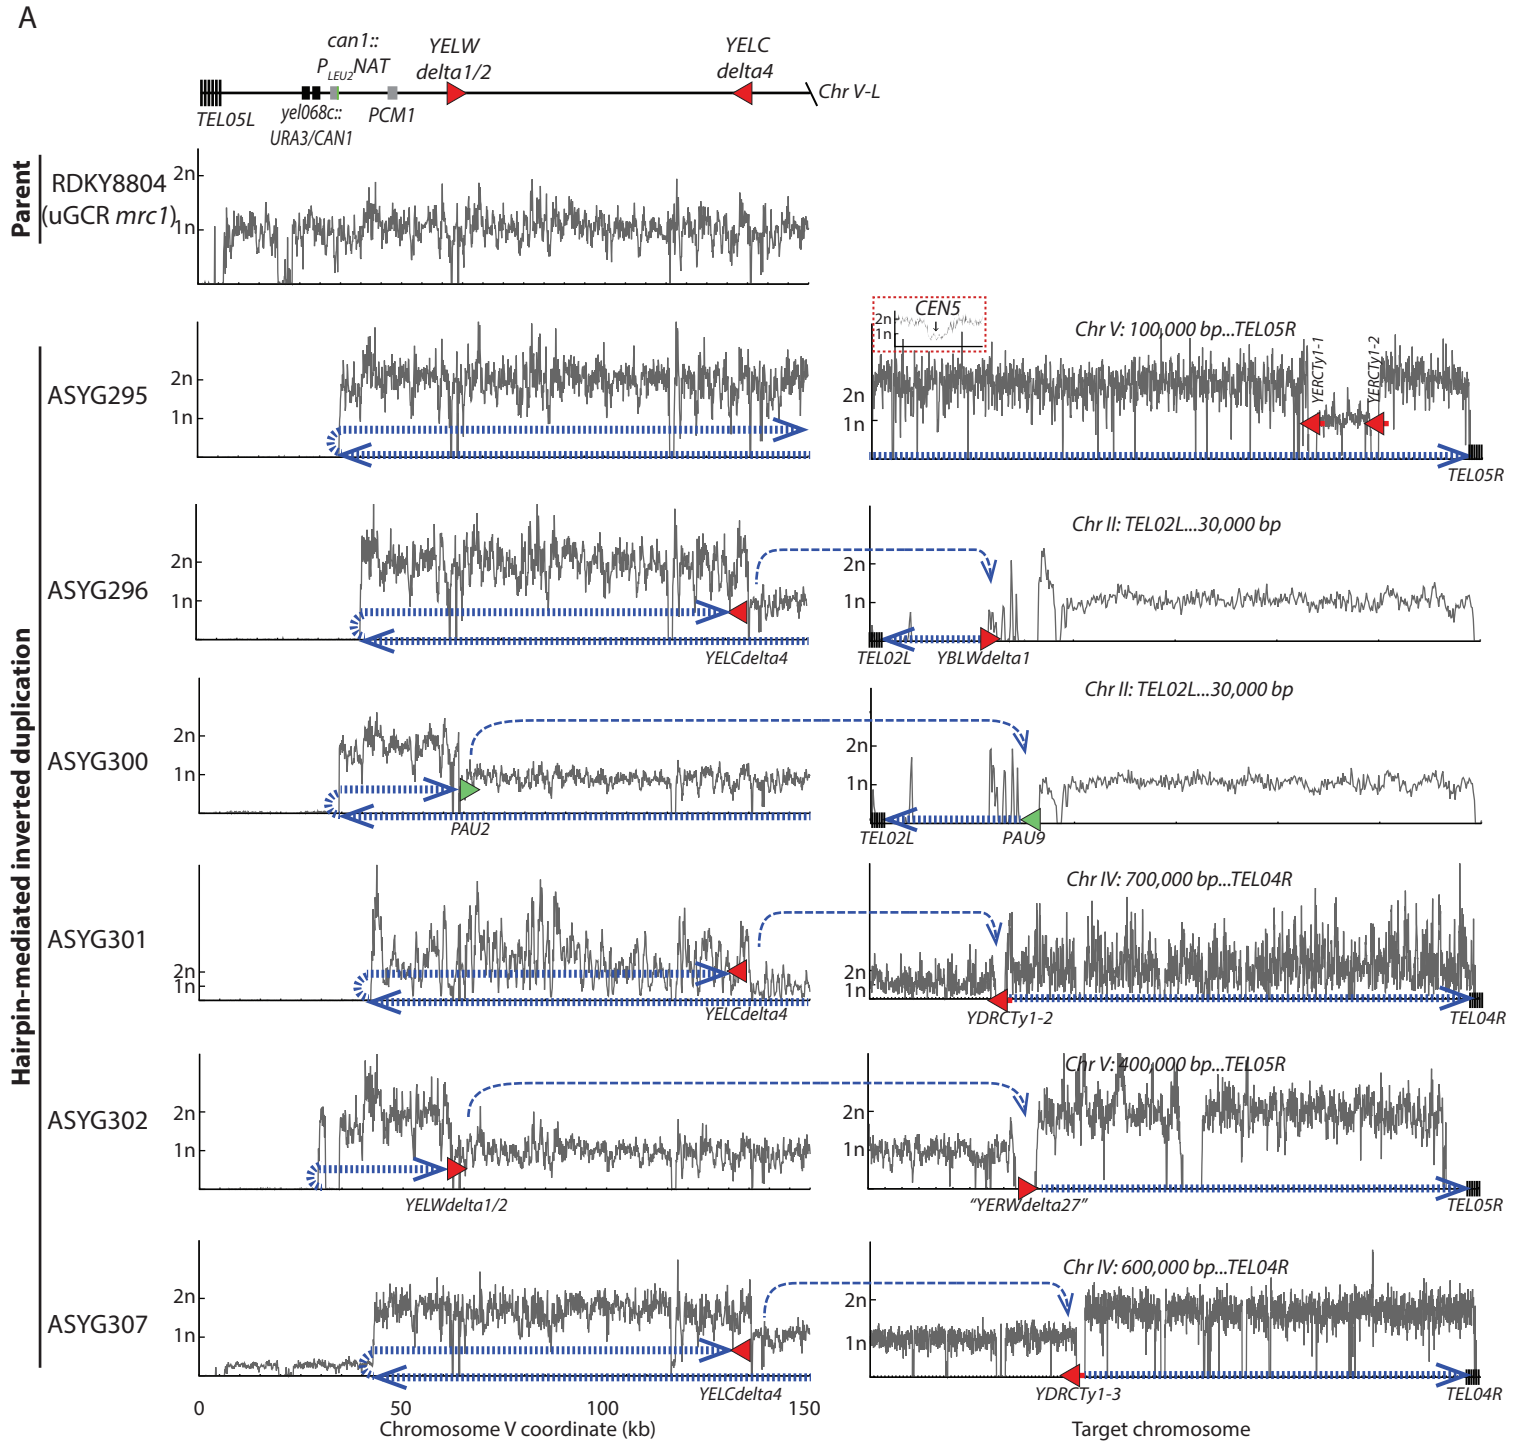 A
can1::
PLEU2NAT
YELW
delta1/2
YELC
delta4
Chr V-L
TEL05L
yel068c::
URA3/CAN1
PCM1
Parent
RDKY8804
(uGCR mrc1)
2n
1n
Hairpin-mediated inverted duplication
ASYG295
2n
1n
CEN5
2n
1n
Chr V: 100,000 bp...TEL05R
YERCTy1-1
YERCTy1-2
2n
1n
TEL05R
ASYG296
2n
1n
YELCdelta4
Chr II: TEL02L...30,000 bp
2n
1n
TEL02L
YBLWdelta1
ASYG300
2n
1n
PAU2
Chr II: TEL02L...30,000 bp
2n
1n
TEL02L
PAU9
ASYG301
2n
1n
YELCdelta4
Chr IV: 700,000 bp...TEL04R
2n
1n
YDRCTy1-2
TEL04R
ASYG302
2n
1n
YELWdelta1/2
Chr V: 400,000 bp...TEL05R
2n
1n
“YERWdelta27”
TEL05R
ASYG307
2n
1n
YELCdelta4
Chr IV: 600,000 bp...TEL04R
2n
1n
YDRCTy1-3
TEL04R
0
50
100
150
Chromosome V coordinate (kb)
Target chromosome